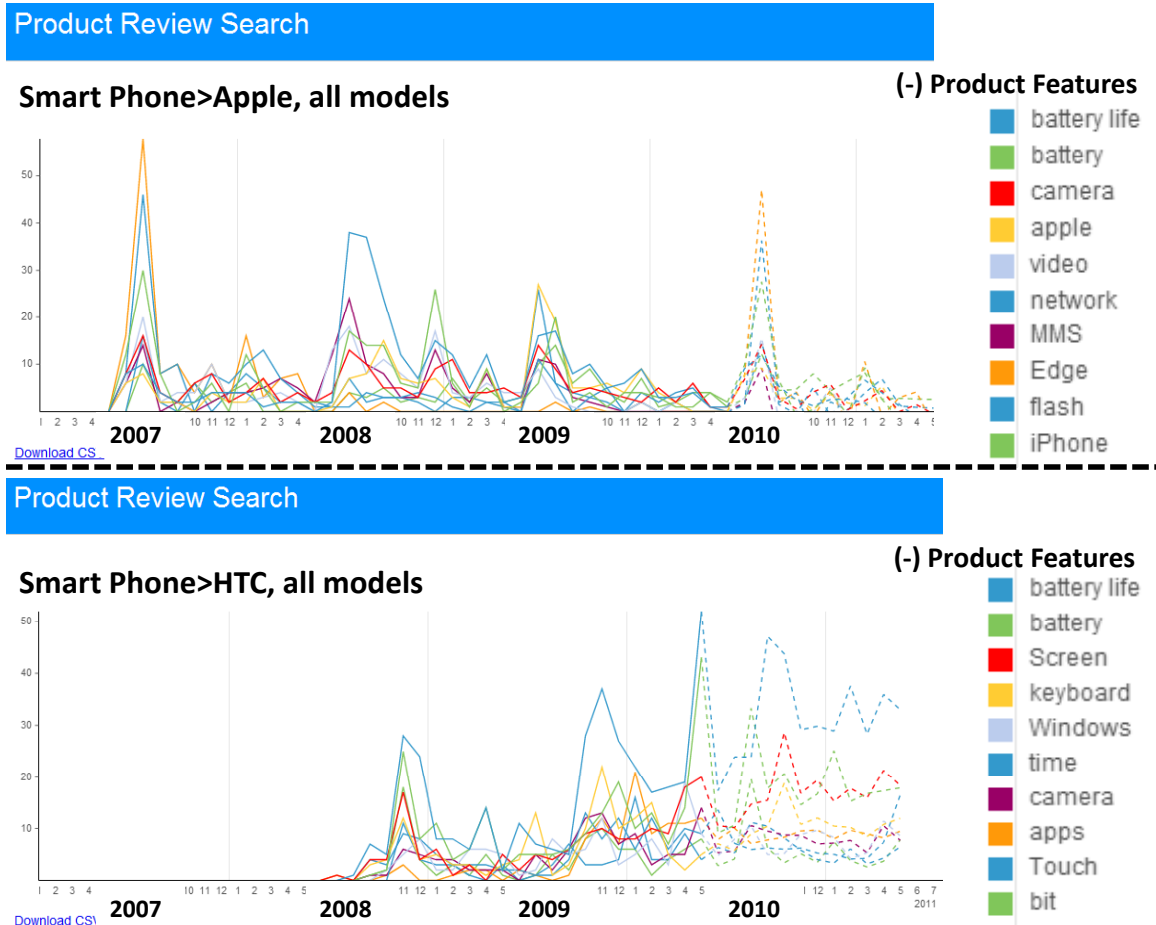 Product Review Search
Smart Phone>Apple, all models
(-) Product Features
battery life
battery
camera
apple
video
network
MMS
Edge
flash
iPhone
50
40
30
20
10
2 3 4 10 11 12 1 2 3 4 10 11 12 1 2 3 4 10 11 12 1 2 3 4 10 11 12 1 2 3 4
2007 2008 2009 2010
Download CS
Product Review Search
Smart Phone>HTC, all models
(-) Product Features
battery life
battery
Screen
keyboard
Windows
time
camera
apps
Touch
bit
50
40
30
20
10
2 3 4 10 11 12 1 2 3 4 5 11 12 1 2 3 4 5 11 12 1 2 3 4 5 12 1 2 3 4 5 6 7
2011
2007 2008 2009 2010
Download CS\